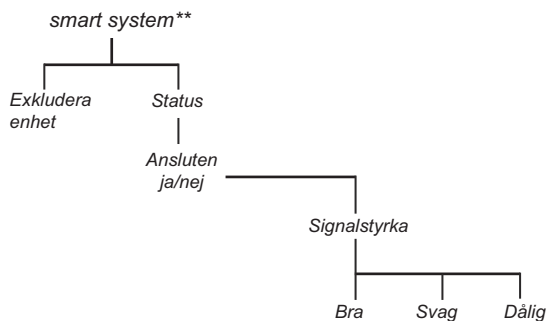 smart system**
Exkludera
enhet
Status
Ansluten
ja/nej
Signalstyrka
Bra
Svag
Dålig